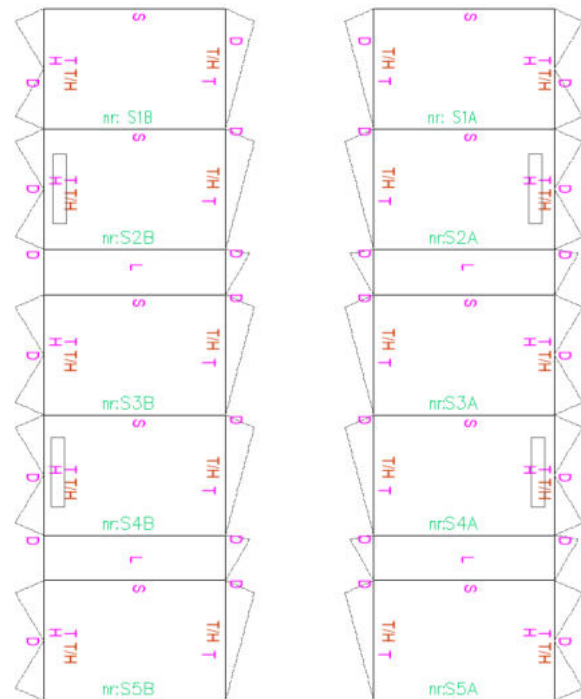 S S
D D D D
T/H T/H
H T H T
T/H T T T/H
D D
nr: S1B nr: S1A
S D D S
T/H T/H
D H T T H D
T/H T T T/H
nr:S2B nr:S2A
D D D D
L L
D D
S S
T/H T/H
H T H T
D T/H T T T/H D
nr:S3B nr:S3A
S D D S
T/H T/H
D H T T H T D
T/H T/H
nr:S4B nr:S4A
D D D D
L L
S D D S
T/H T/H
D H T H T D
T/H T T T/H
nr:S5B nr:S5A